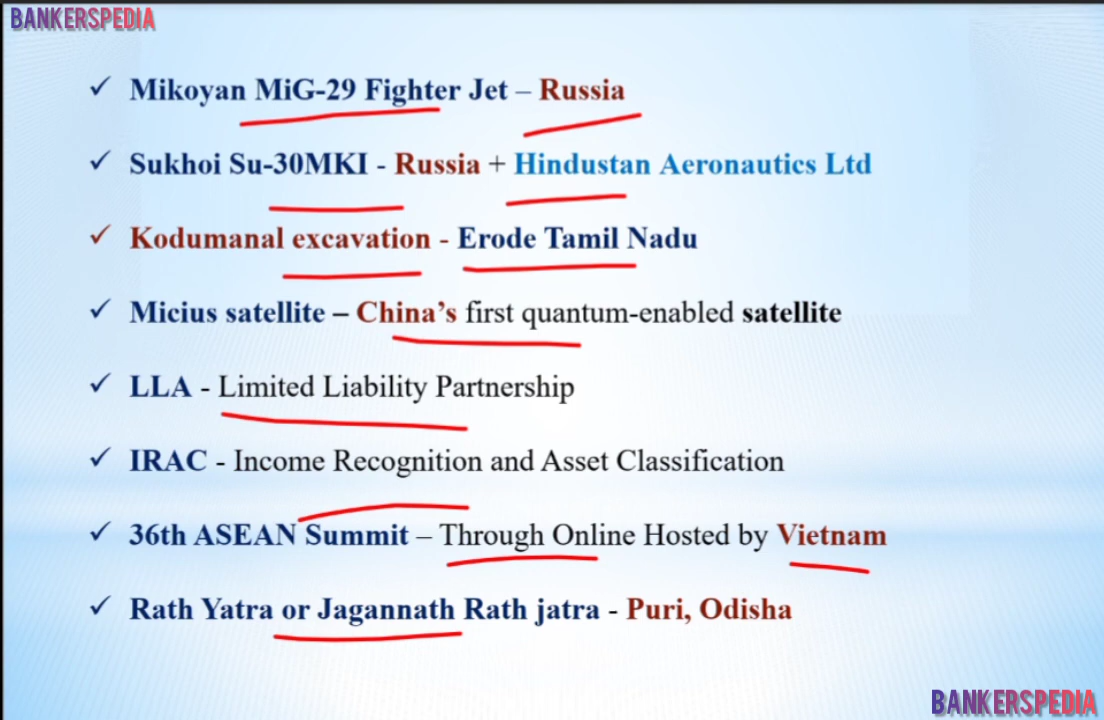 BANKERSPEDIA
✓ Mikoyan MiG-29 Fighter Jet – Russia
✓ Sukhoi Su-30MKI - Russia + Hindustan Aeronautics Ltd
✓ Kodumanal excavation - Erode Tamil Nadu
✓ Micius satellite – China’s first quantum-enabled satellite
✓ LLA - Limited Liability Partnership
✓ IRAC - Income Recognition and Asset Classification
✓ 36th ASEAN Summit – Through Online Hosted by Vietnam
✓ Rath Yatra or Jagannath Rath jatra - Puri, Odisha
BANKERSPEDIA